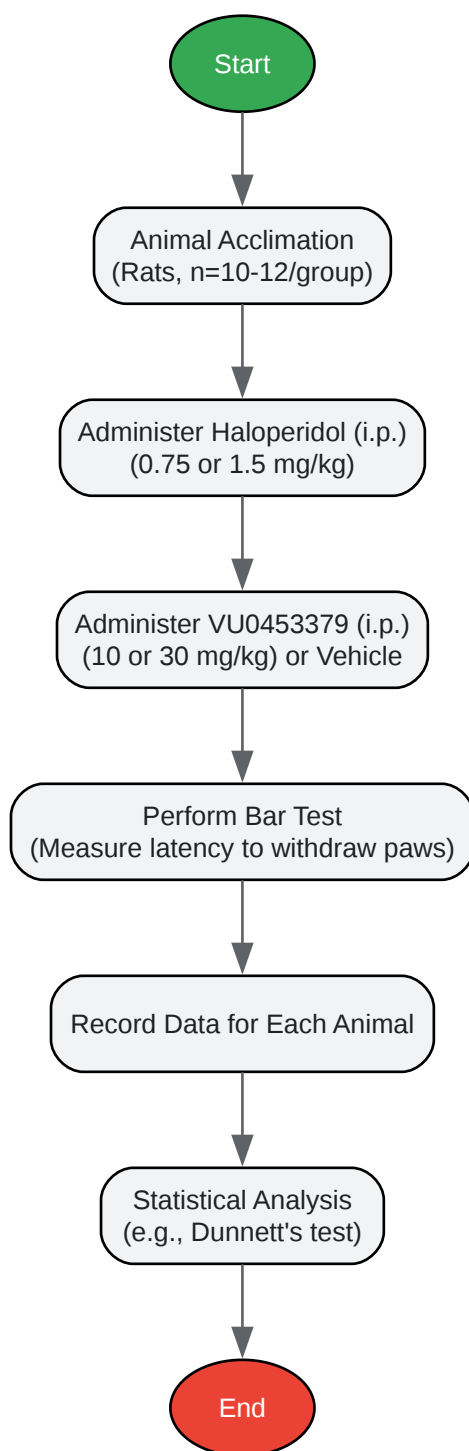 Start
Animal Acclimation
(Rats, n=10-12/group)
Administer Haloperidol (i.p.)
(0.75 or 1.5 mg/kg)
Administer VU0453379 (i.p.)
(10 or 30 mg/kg) or Vehicle
Perform Bar Test
(Measure latency to withdraw paws)
Record Data for Each Animal
Statistical Analysis
(e.g., Dunnett's test)
End